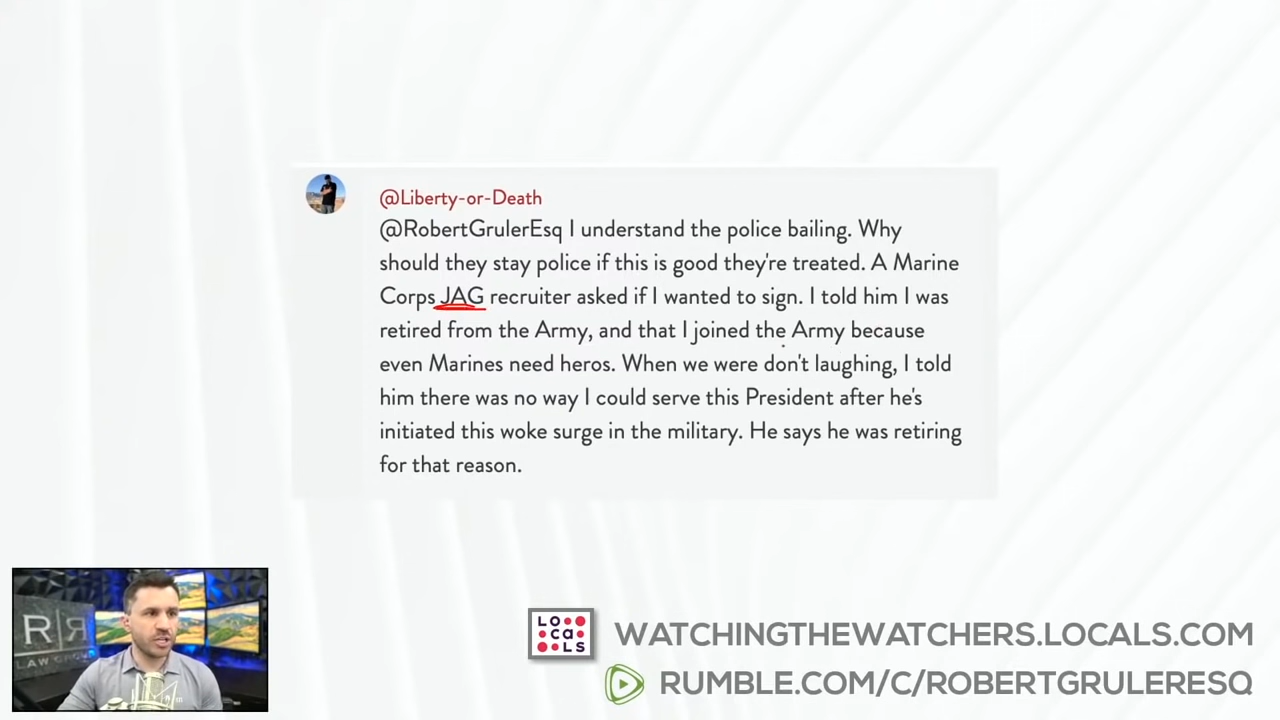 @Liberty-or-Death
@RobertGrulerEsq I understand the police bailing. Why
should they stay police if this is good they're treated. A Marine
Corps JAG recruiter asked if I wanted to sign. I told him I was
retired from the Army, and that I joined the Army because
even Marines need heros. When we were don't laughing, I told
him there was no way I could serve this President after he's
initiated this woke surge in the military. He says he was retiring
for that reason.
R|R
LAW GROUP
LOCALS
WATCHINGTHEWATCHERS.LOCALS.COM
RUMBLE.COM/C/ROBERTGRULERESQ